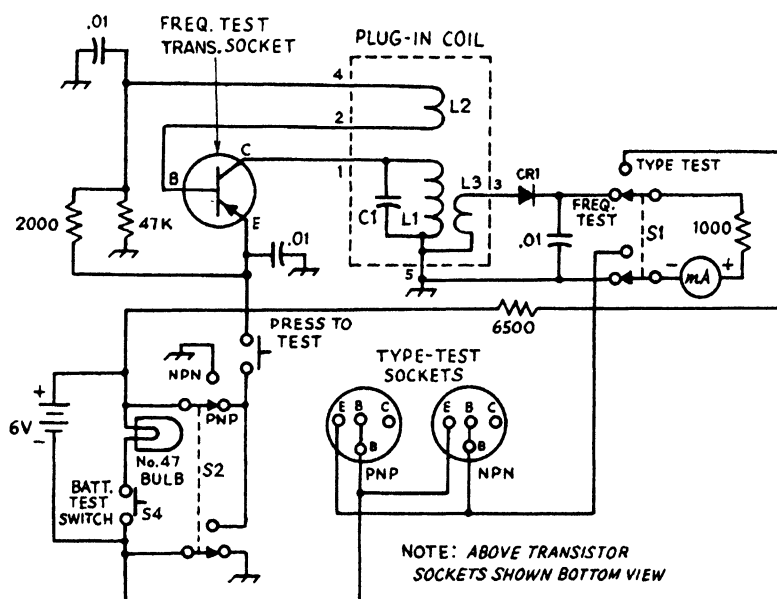 .01
FREQ. TEST
TRANS. SOCKET
PLUG-IN COIL
4
L2
2
C
1
B
E
C1
L1
L3
3
CR1
TYPE TEST
FREQ.
TEST
S1
1000
.01
- mA +
5
2000
47K
.01
6500
PRESS TO
TEST
NPN
PNP
+
6V
-
No.47
BULB
BATT.
TEST
SWITCH
S4
S2
TYPE-TEST
SOCKETS
E B C
B
PNP
E B C
B
NPN
NOTE: ABOVE TRANSISTOR
SOCKETS SHOWN BOTTOM VIEW